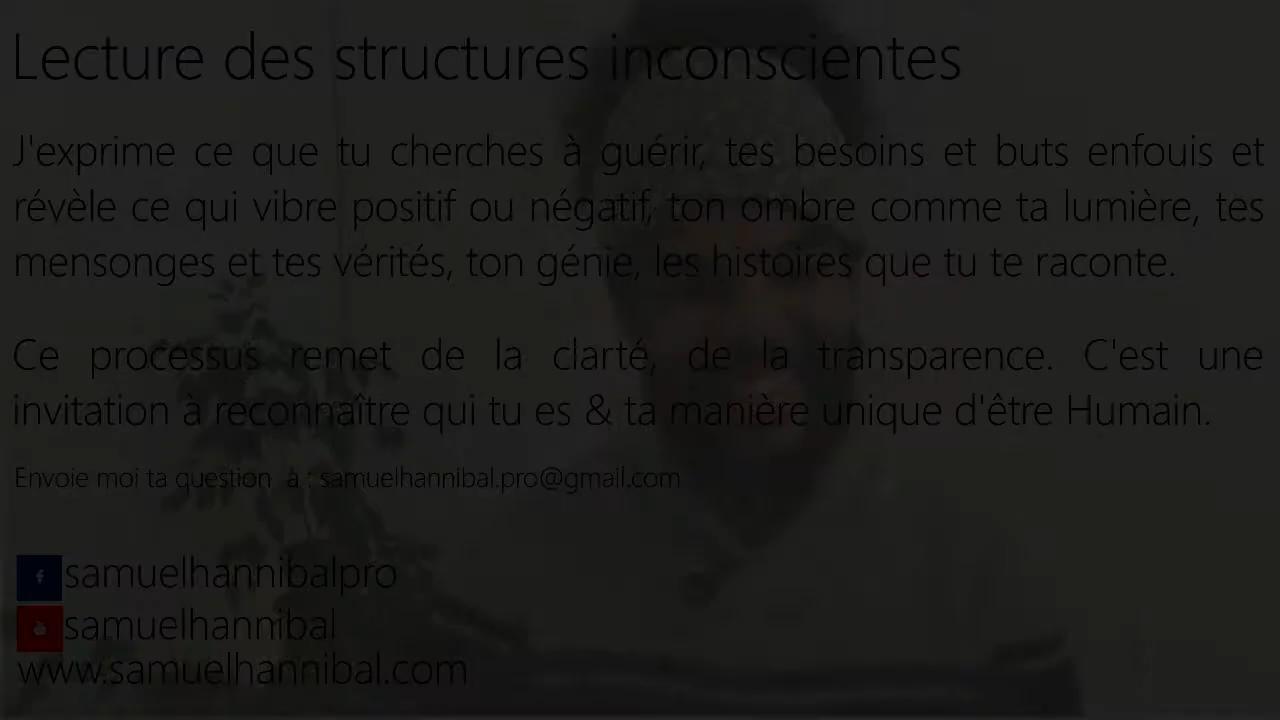 Lecture des structures inconscientes
J'exprime ce que tu cherches à guérir, tes besoins et buts enfouis et
révèle ce qui vibre positif ou négatif, ton ombre comme ta lumière, tes
mensonges et tes vérités, ton génie, les histoires que tu te raconte.
Ce processus remet de la clarté, de la transparence. C'est une
invitation à reconnaître qui tu es & ta manière unique d'être Humain.
Envoie moi ta question à : samuelhannibal.pro@gmail.com
f samuelhannibalpro
samuelhannibal
www.samuelhannibal.com